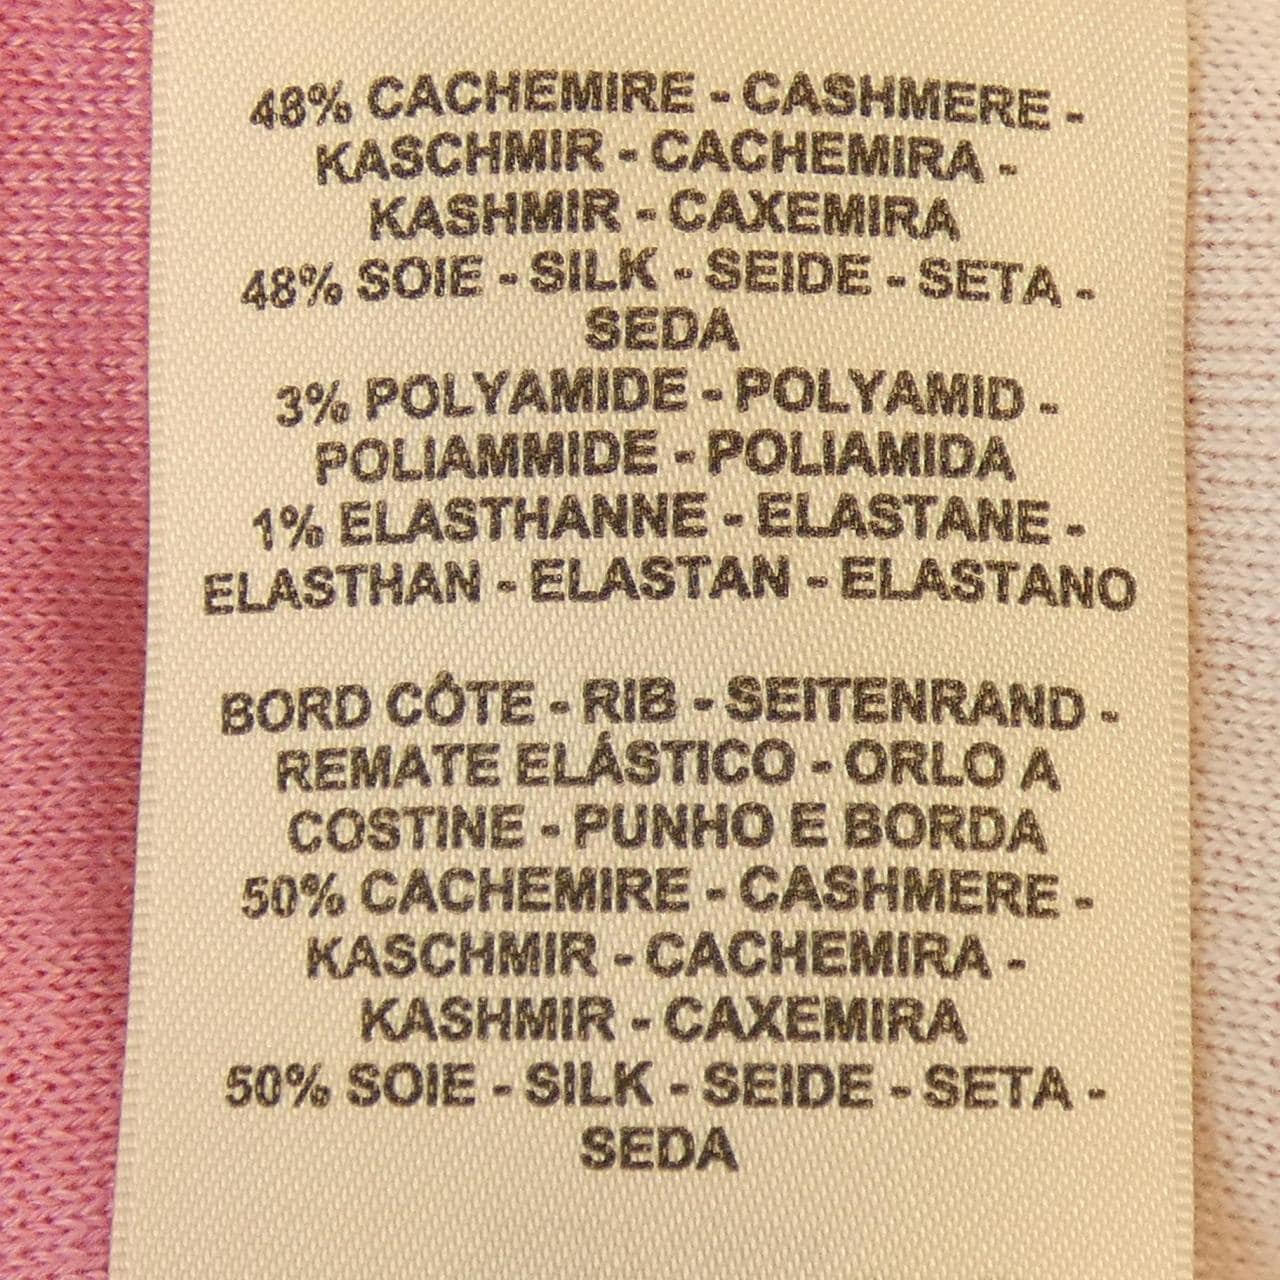 48% CACHEMIRE - CASHMERE -
KASCHMIR - CACHEMIRA -
KASHMIR - CAXEMIRA
48% SOIE - SILK - SEIDE - SETA -
SEDA
3% POLYAMIDE - POLYAMID -
POLIAMMIDE - POLIAMIDA
1% ELASTHANNE - ELASTANE -
ELASTHAN - ELASTAN - ELASTANO
BORD CÔTE - RIB - SEITENRAND -
REMATE ELÁSTICO - ORLO A
COSTINE - PUNHO E BORDA
50% CACHEMIRE - CASHMERE -
KASCHMIR - CACHEMIRA -
KASHMIR - CAXEMIRA
50% SOIE - SILK - SEIDE - SETA -
SEDA